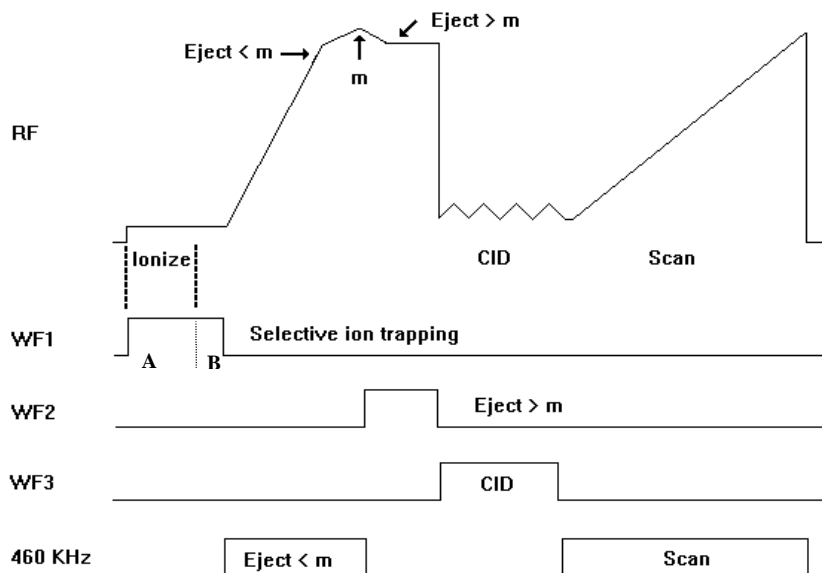 Eject > m
Eject < m
m
RF
Ionize
CID
Scan
WF1
Selective ion trapping
A
B
WF2
Eject > m
WF3
CID
460 KHz
Eject < m
Scan